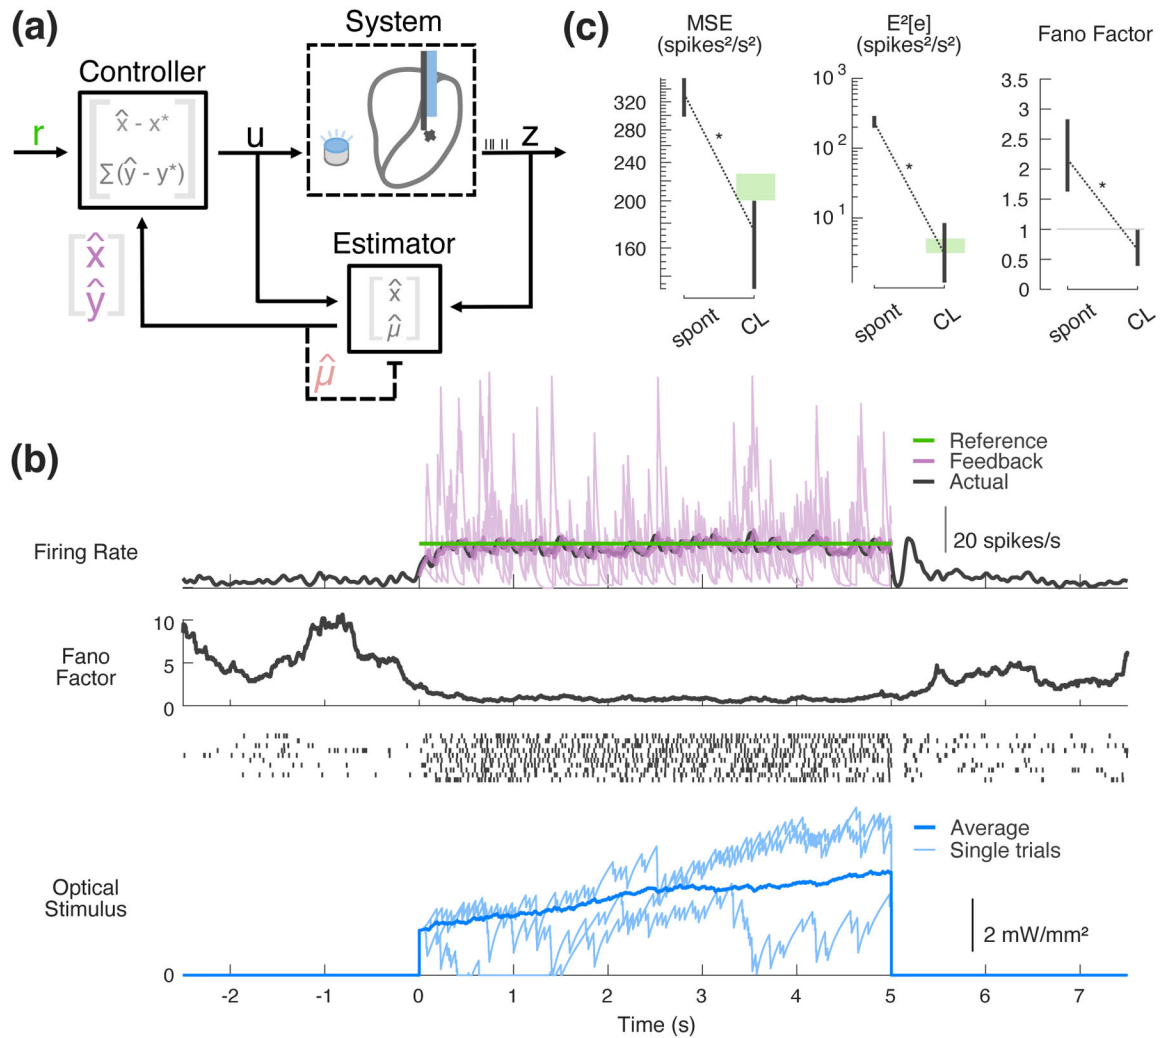 (a)
System
Controller
r
x̂ - x*
∑(ŷ - y*)
u
z
x̂
ŷ
Estimator
x̂
μ̂
μ̂
(c)
MSE
(spikes²/s²)
320
280
240
200
160
*
spont
CL
E²[e]
(spikes²/s²)
10³
10²
10¹
*
spont
CL
Fano Factor
3.5
3
2.5
2
1.5
1
0.5
0
*
spont
CL
(b)
Reference
Feedback
Actual
20 spikes/s
Firing Rate
Fano
Factor
10
5
0
Average
Single trials
2 mW/mm²
Optical
Stimulus
0
-2
-1
0
1
2
3
4
5
6
7
Time (s)